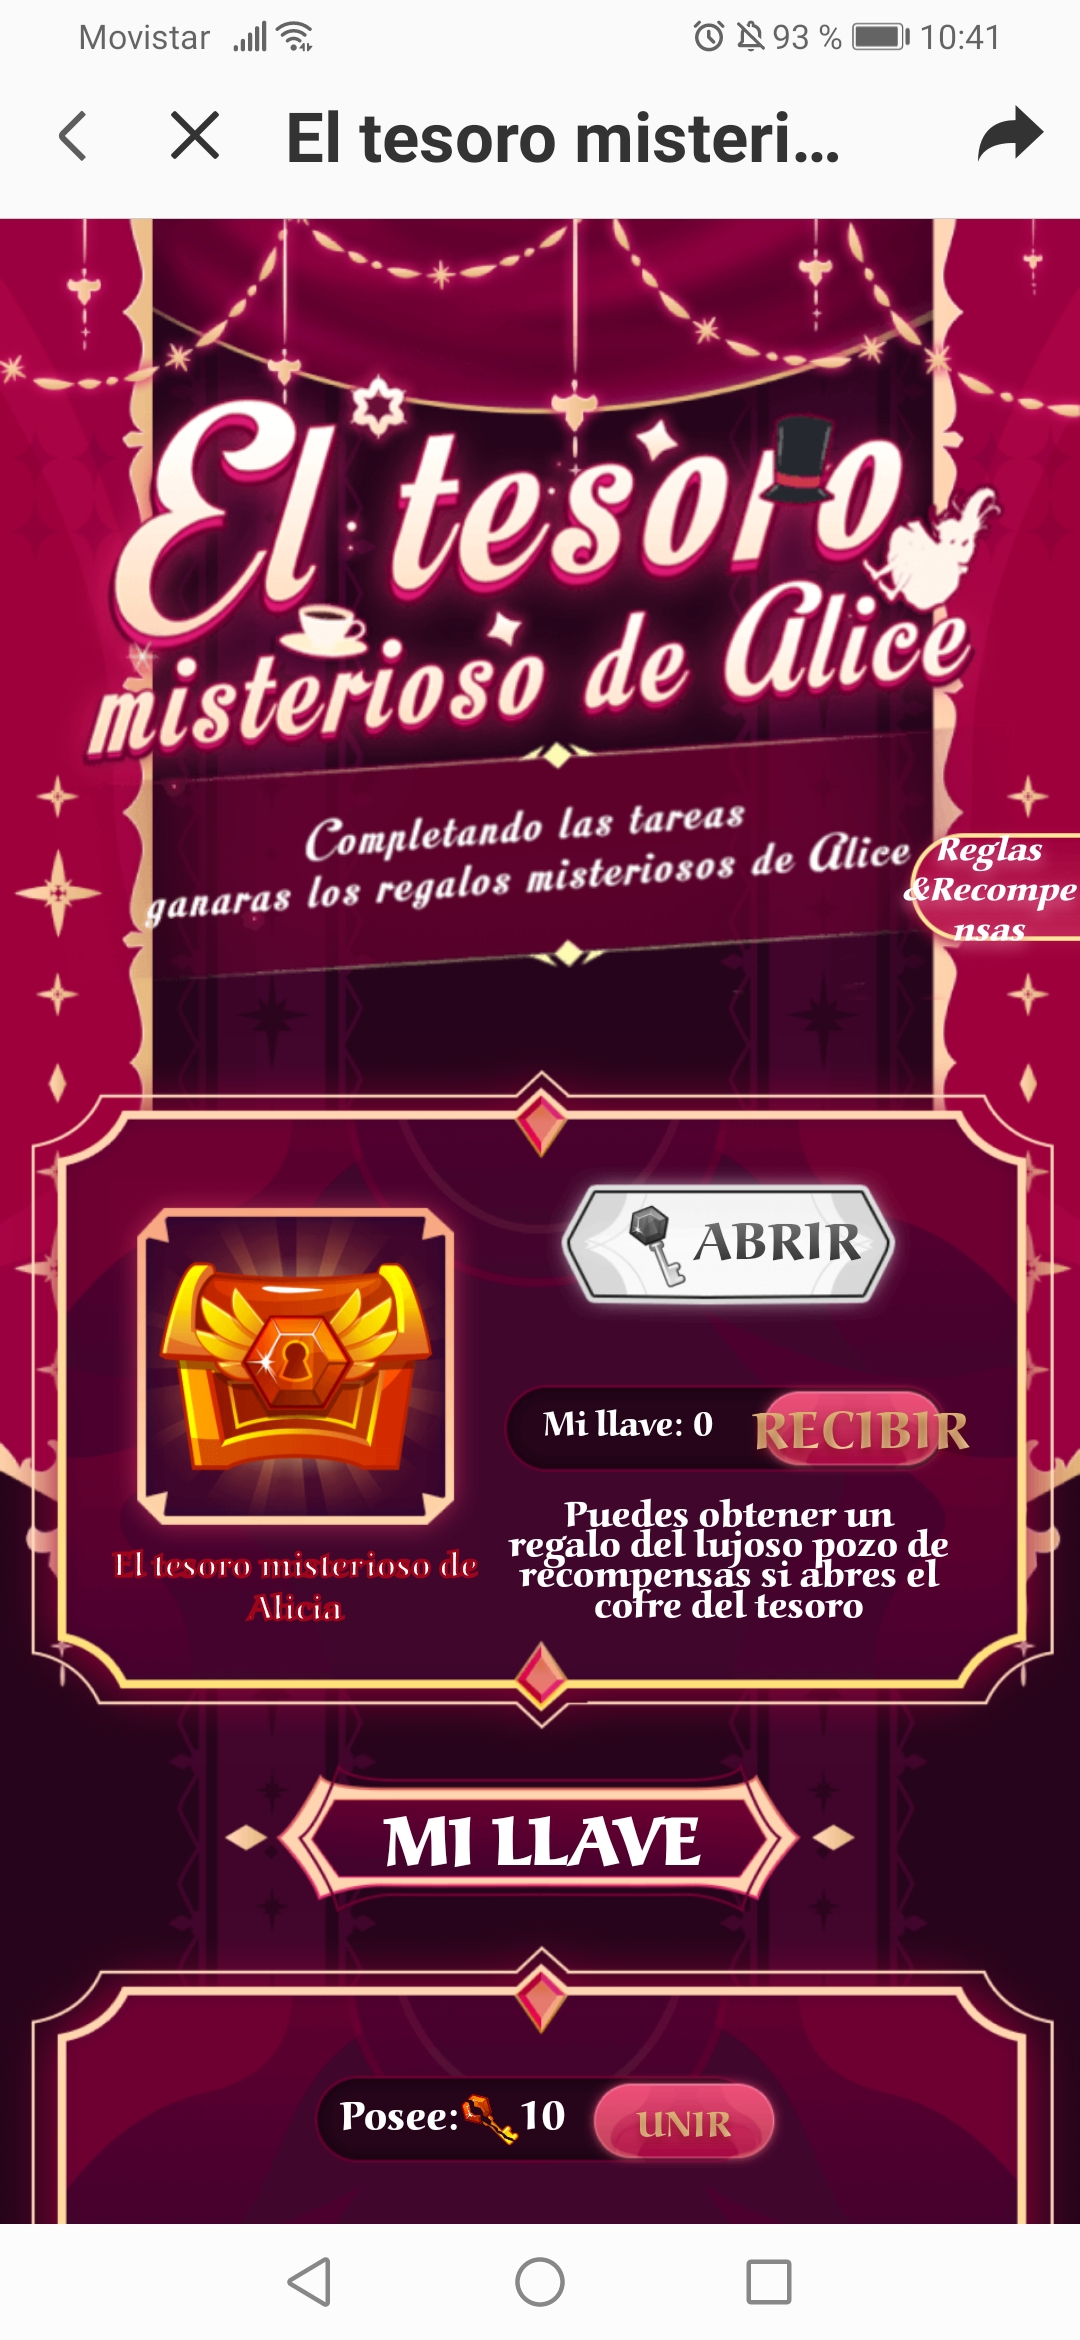 Movistar 93 % 10:41
El tesoro misteri...
El tesoro
misterioso de Alice
Completando las tareas
ganaras los regalos misteriosos de Alice
Reglas
&Recompe
nsas
ABRIR
Mi llave: 0 RECIBIR
Puedes obtener un
regalo del lujoso pozo de
recompensas si abres el
cofre del tesoro
El tesoro misterioso de
Alicia
MI LLAVE
Posee: 10 UNIR